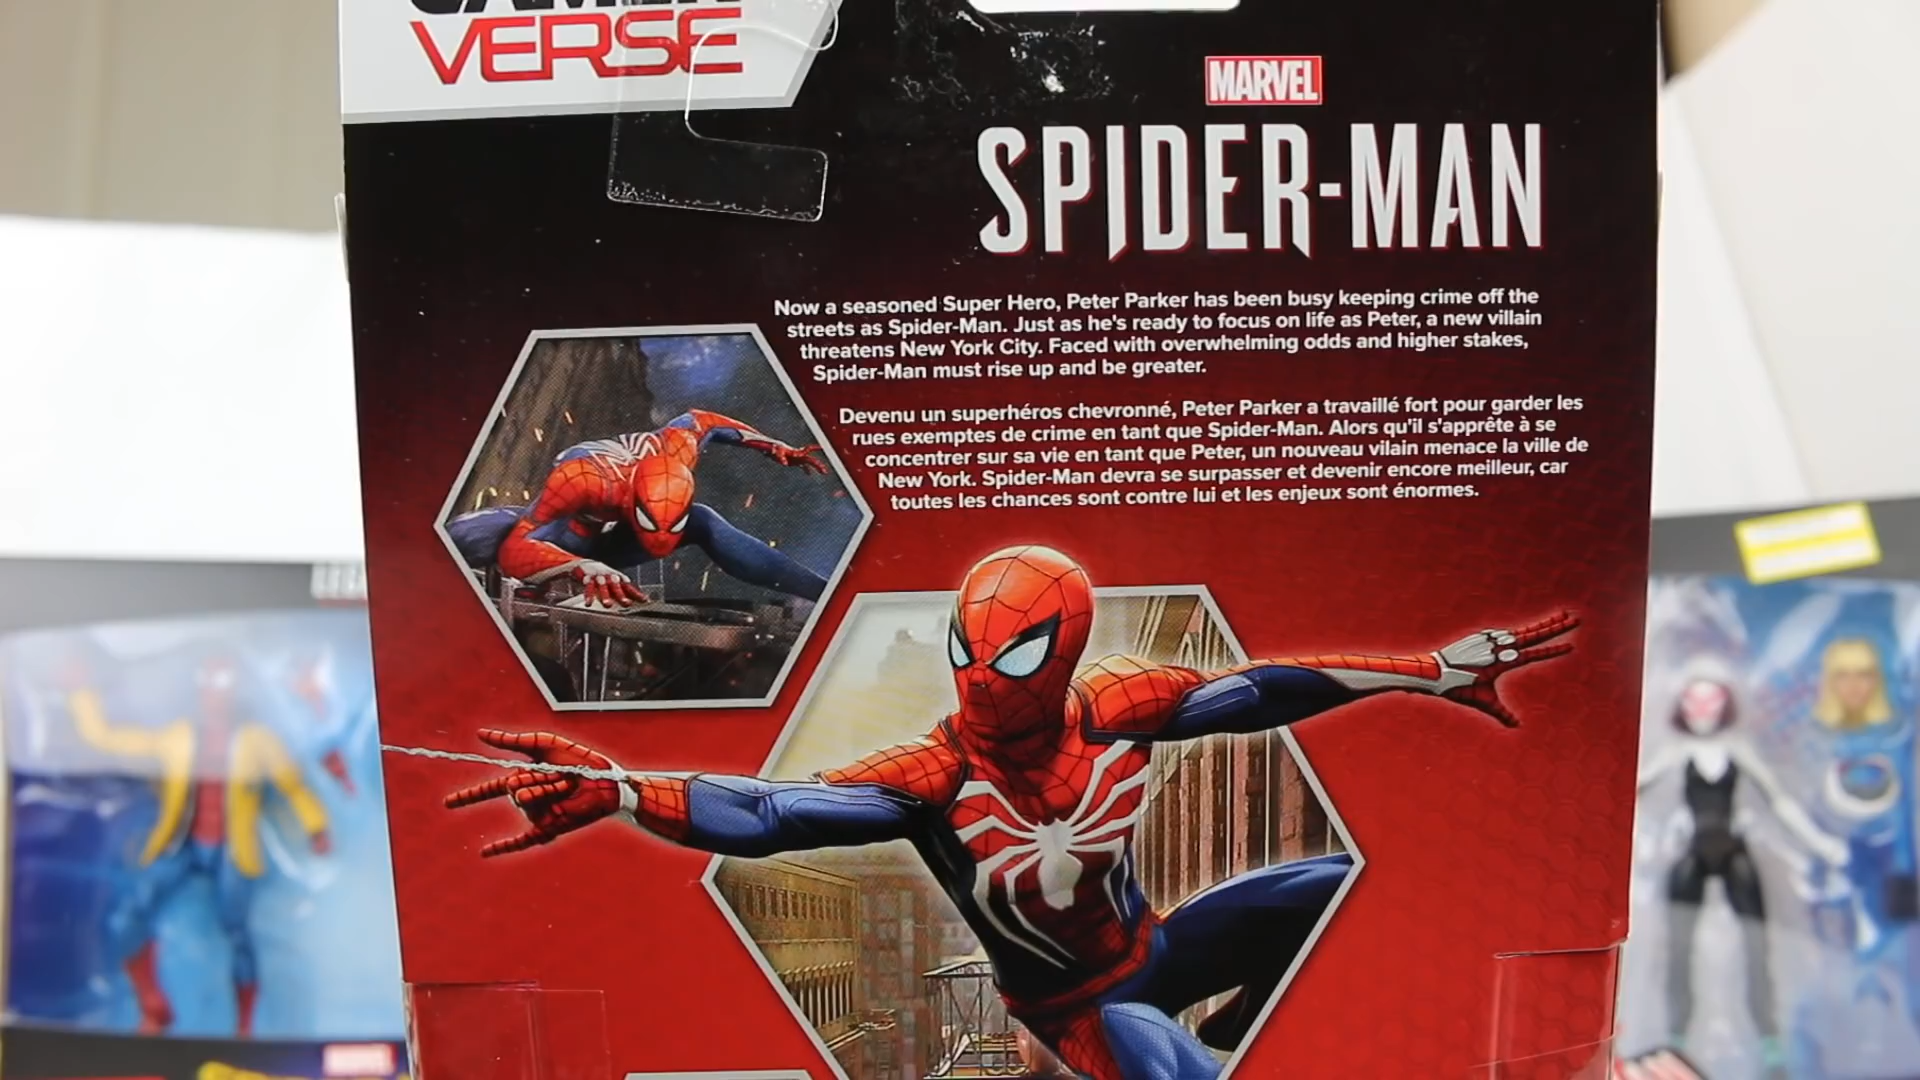 VERSE
MARVEL
SPIDER-MAN
Now a seasoned Super Hero, Peter Parker has been busy keeping crime off the
streets as Spider-Man. Just as he's ready to focus on life as Peter, a new villain
threatens New York City. Faced with overwhelming odds and higher stakes,
Spider-Man must rise up and be greater.
Devenu un superhéros chevronné, Peter Parker a travaillé fort pour garder les
rues exemptes de crime en tant que Spider-Man. Alors qu'il s'apprête à se
concentrer sur sa vie en tant que Peter, un nouveau vilain menace la ville de
New York. Spider-Man devra se surpasser et devenir encore meilleur, car
toutes les chances sont contre lui et les enjeux sont énormes.
MARVEL